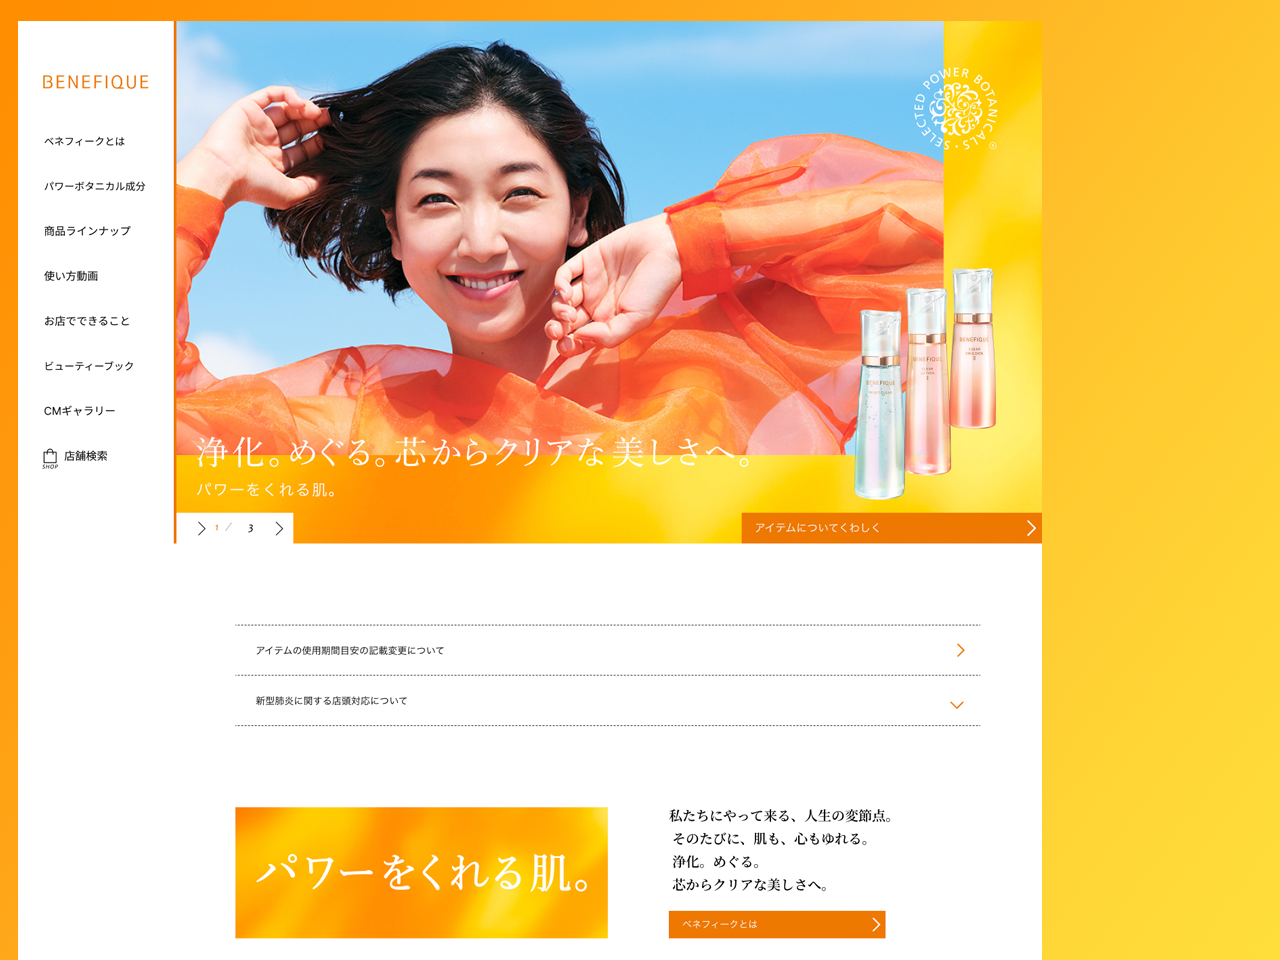 BENEFIQUE
ベネフィークとは
パワーボタニカル成分
商品ラインナップ
使い方動画
お店でできること
ビューティーブック
CMギャラリー
SHOP
店舗検索
SELECTED POWER BOTANICALS・
®
BENEFIQUE
BENEFIQUE
CLEAR
BENEFIQUE
CLEAR
EMULSION
II
浄化。めぐる。芯からクリアな美しさへ。
パワーをくれる肌。
1 / 3
アイテムについてくわしく
アイテムの使用期間目安の記載変更について
新型肺炎に関する店頭対応について
パワーをくれる肌。
私たちにやって来る、人生の変節点。
そのたびに、肌も、心もゆれる。
浄化。めぐる。
芯からクリアな美しさへ。
ベネフィークとは